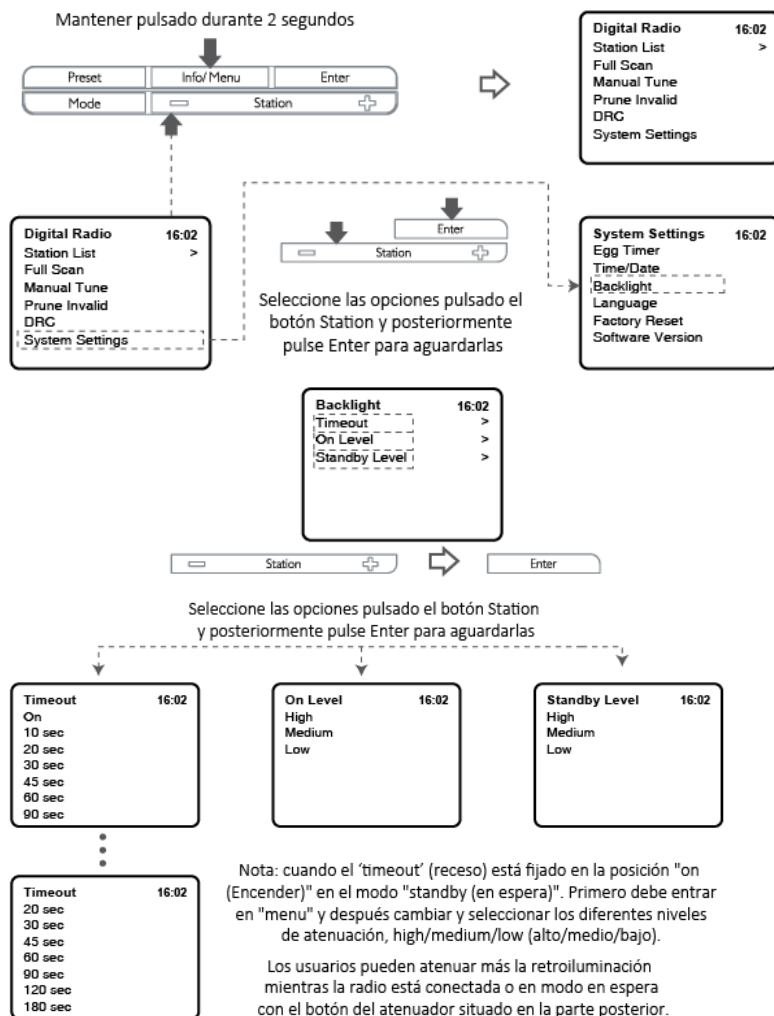 Mantener pulsado durante 2 segundos
Preset
Info/Menu
Enter
Mode
Station
Digital Radio 16:02
Station List >
Full Scan
Manual Tune
Prune Invalid
DRC
System Settings
Digital Radio 16:02
Station List >
Full Scan
Manual Tune
Prune Invalid
DRC
System Settings
Enter
Station
Seleccione las opciones pulsado el
botón Station y posteriormente
pulse Enter para aguardarlas
System Settings 16:02
Egg Timer
Time/Date
Backlight
Language
Factory Reset
Software Version
Backlight 16:02
Timeout >
On Level >
Standby Level >
Station
Enter
Seleccione las opciones pulsado el botón Station
y posteriormente pulse Enter para aguardarlas
Timeout 16:02
On
10 sec
20 sec
30 sec
45 sec
60 sec
90 sec
On Level 16:02
High
Medium
Low
Standby Level 16:02
High
Medium
Low
Timeout 16:02
20 sec
30 sec
45 sec
60 sec
90 sec
120 sec
180 sec
Nota: cuando el ‘timeout’ (receso) está fijado en la posición "on
(Encender)" en el modo "standby (en espera)". Primero debe entrar
en "menu" y después cambiar y seleccionar los diferentes niveles
de atenuación, high/medium/low (alto/medio/bajo).
Los usuarios pueden atenuar más la retroiluminación
mientras la radio está conectada o en modo en espera
con el botón del atenuador situado en la parte posterior.